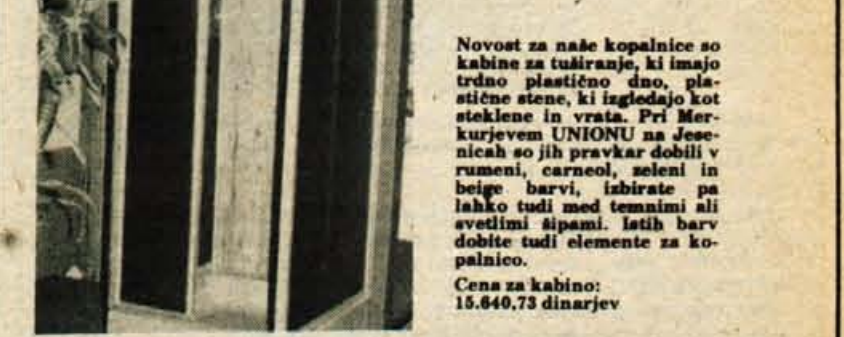 Novost za naše kopalnice so
kabine za tuširanje, ki imajo
trdno plastično dno, pla-
stične stene, ki izgledajo kot
steklene in vrata. Pri Mer-
kurjevem UNIONU na Jese-
nicah so jih pravkar dobili v
rumeni, carneol, zeleni in
beige barvi, izbirate pa
lahko tudi med temnimi ali
svetlimi šipami. Istih barv
dobite tudi elemente za ko-
palnico.
Cena za kabino:
15.640,73 dinarjev